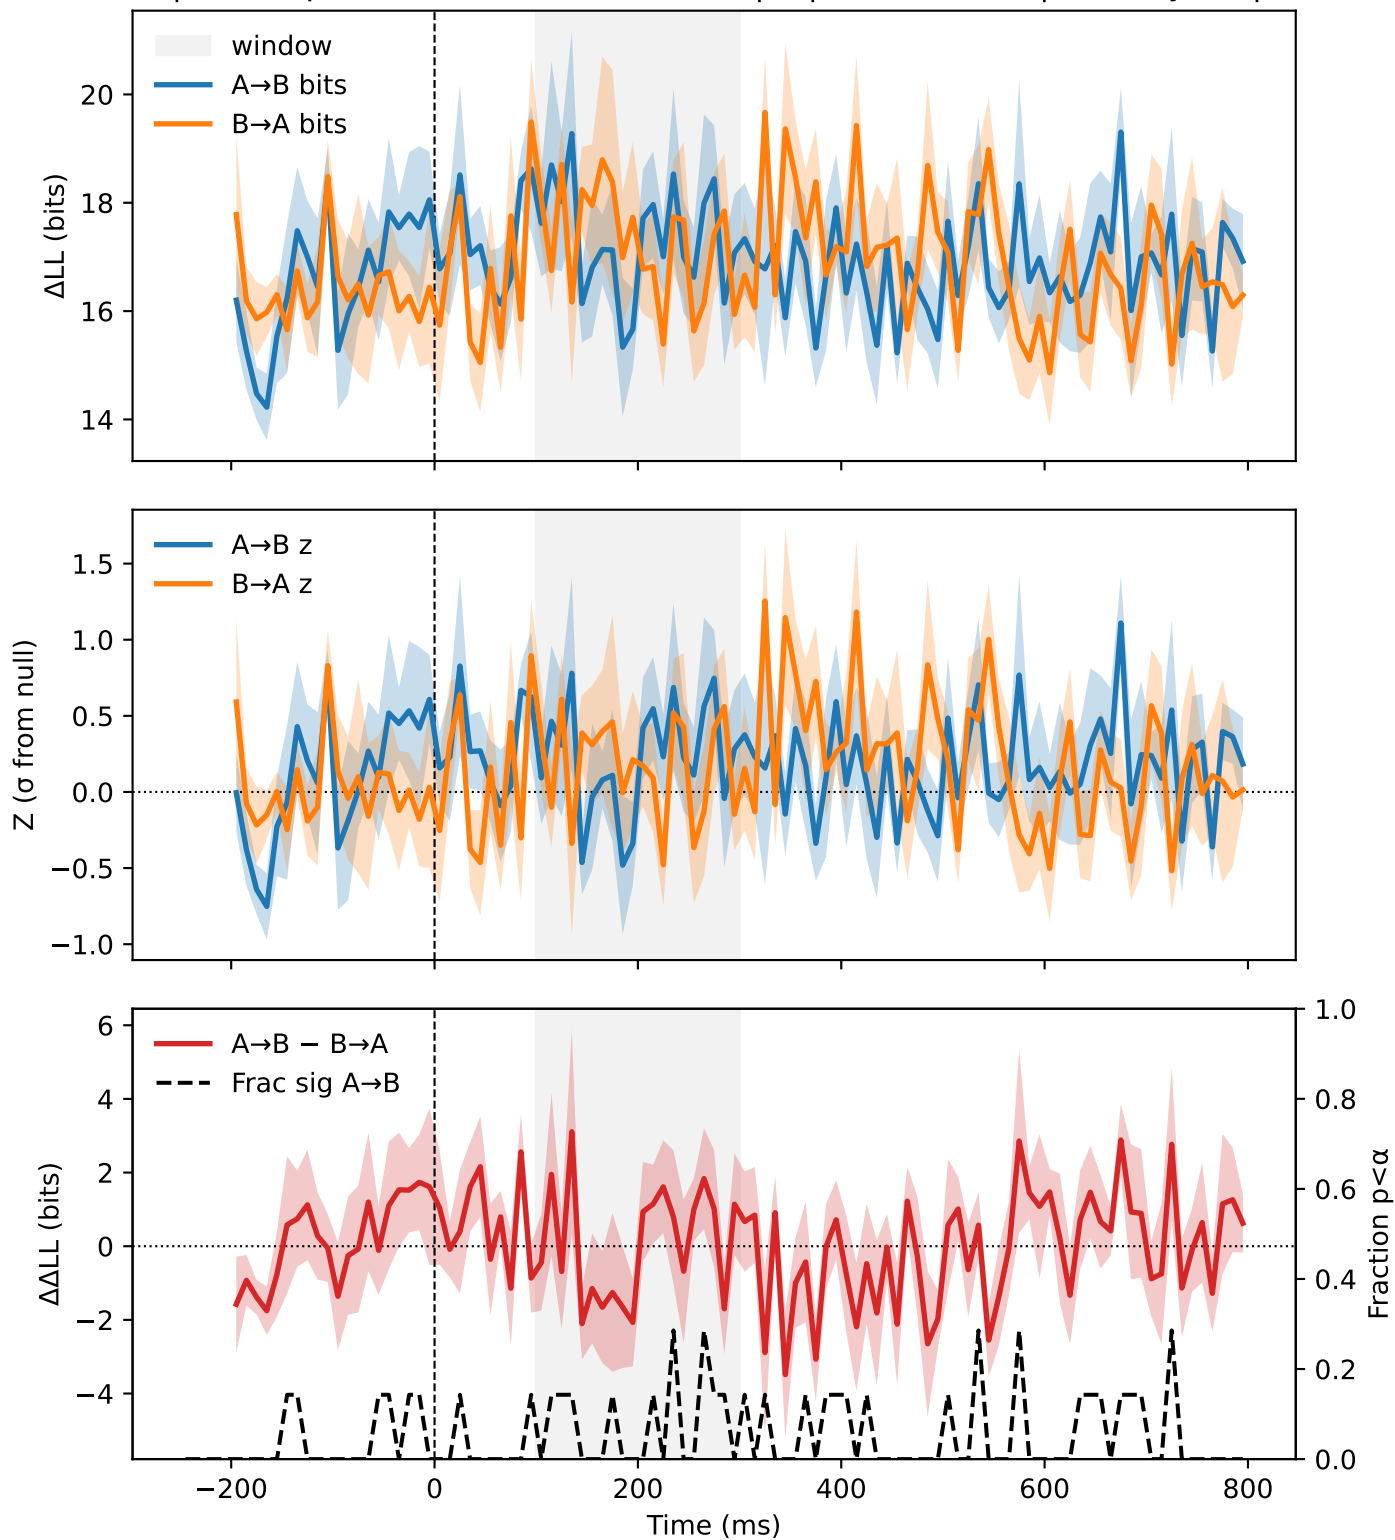 window
A→B bits
B→A bits
20
18
16
14
ΔLL (bits)
A→B z
B→A z
1.5
1.0
0.5
0.0
−0.5
−1.0
Z (σ from null)
A→B − B→A
Frac sig A→B
6
4
2
0
−2
−4
ΔΔLL (bits)
1.0
0.8
0.6
0.4
0.2
0.0
Fraction p<α
−200 0 200 400 600 800
Time (ms)